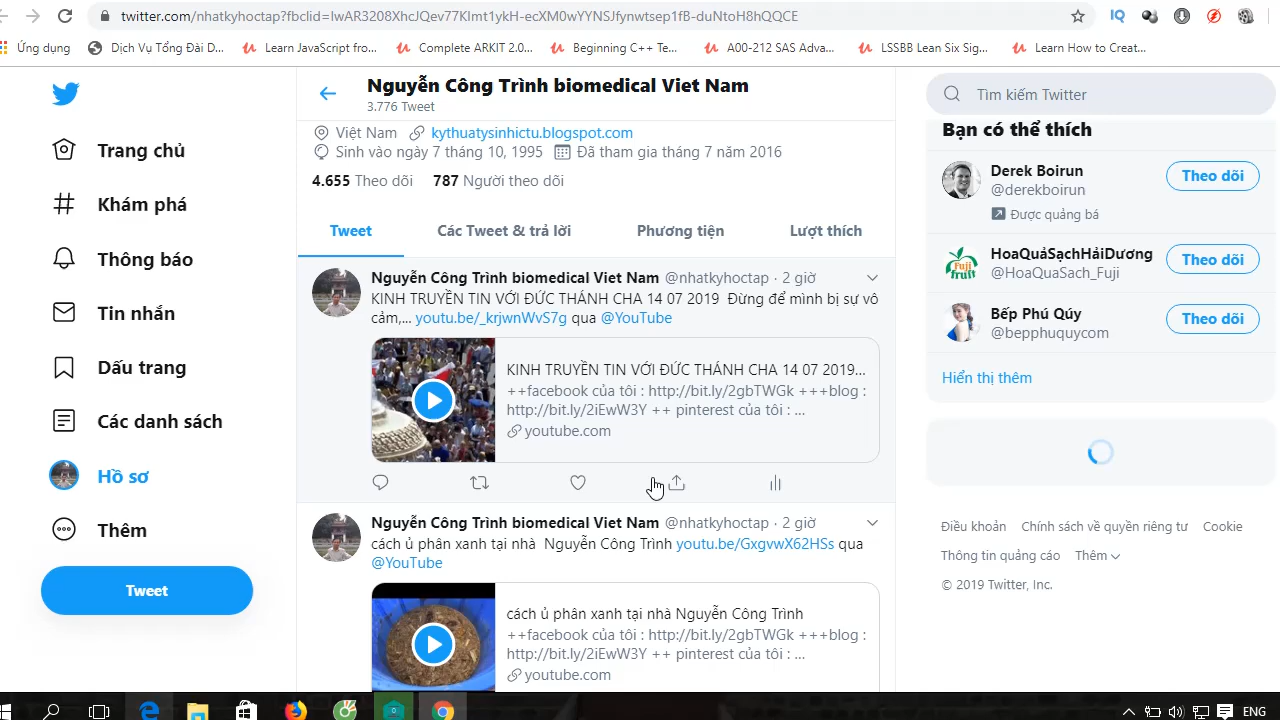 twitter.com/nhatkyhoctap?fbclid=IwAR3208XhcJQev77KImt1ykH-ecXM0wYYNSJfynwtsep1fB-duNtoH8hQQCE
Ứng dụng
Dịch Vụ Tổng Đài D...
Learn JavaScript fro...
Complete ARKIT 2.0...
Beginning C++ Te...
A00-212 SAS Adva...
LSSBB Lean Six Sig...
Learn How to Creat...
Trang chủ
Khám phá
Thông báo
Tin nhắn
Dấu trang
Các danh sách
Hồ sơ
Thêm
Tweet
Nguyễn Công Trình biomedical Viet Nam
3.776 Tweet
Việt Nam kythuatysinhictu.blogspot.com
Sinh vào ngày 7 tháng 10, 1995 Đã tham gia tháng 7 năm 2016
4.655 Theo dõi 787 Người theo dõi
Tweet Các Tweet & trả lời Phương tiện Lượt thích
Nguyễn Công Trình biomedical Viet Nam @nhatkyhoctap · 2 giờ
KINH TRUYỀN TIN VỚI ĐỨC THÁNH CHA 14 07 2019 Đừng để mình bị sự vô
cảm,... youtu.be/_krjwnWvS7g qua @YouTube
KINH TRUYỀN TIN VỚI ĐỨC THÁNH CHA 14 07 2019...
++facebook của tôi : http://bit.ly/2gbTWGk +++blog :
http://bit.ly/2iEwW3Y ++ pinterest của tôi : ...
youtube.com
Nguyễn Công Trình biomedical Viet Nam @nhatkyhoctap · 2 giờ
cách ủ phân xanh tại nhà Nguyễn Công Trình youtu.be/GxgvwX62HSs qua
@YouTube
cách ủ phân xanh tại nhà Nguyễn Công Trình
++facebook của tôi : http://bit.ly/2gbTWGk +++blog :
http://bit.ly/2iEwW3Y ++ pinterest của tôi : ...
youtube.com
Tìm kiếm Twitter
Bạn có thể thích
Derek Boirun
@derekboirun
Được quảng bá
Theo dõi
HoaQuảSạchHảiDương
@HoaQuaSach_Fuji
Theo dõi
Bếp Phú Qúy
@bepphuquycom
Theo dõi
Hiển thị thêm
Điều khoản Chính sách về quyền riêng tư Cookie
Thông tin quảng cáo Thêm
© 2019 Twitter, Inc.
ENG